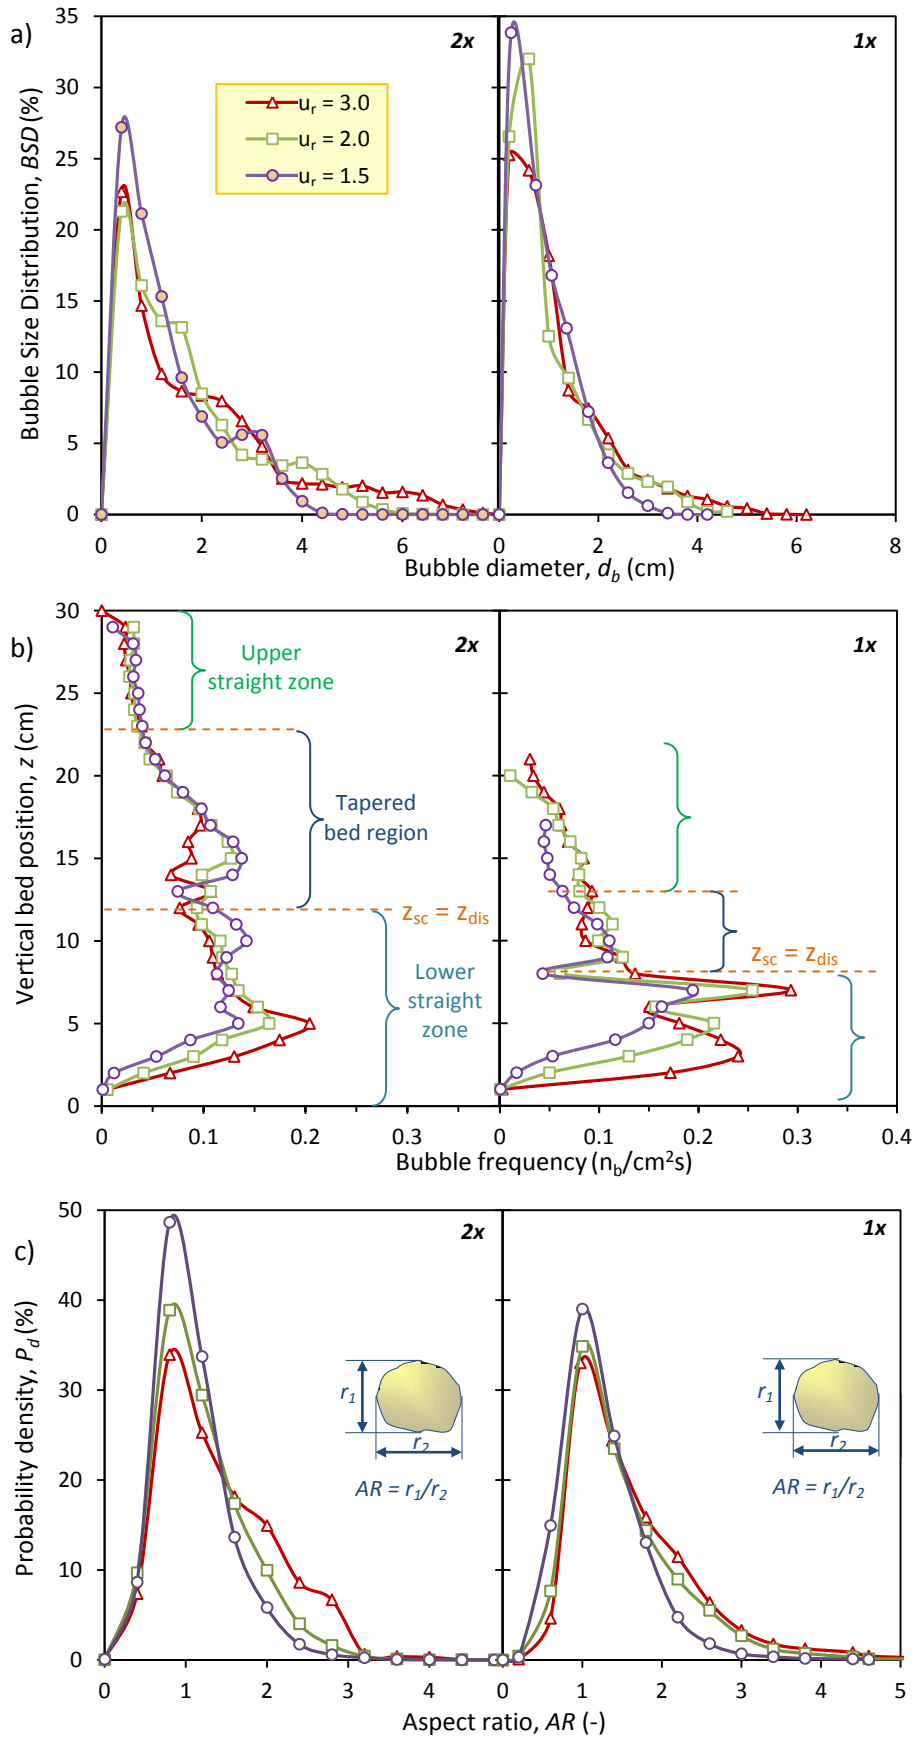 a)
2x
1x
Bubble Size Distribution, BSD (%)
35
30
25
20
15
10
5
0
u_r = 3.0
u_r = 2.0
u_r = 1.5
0 2 4 6 0 2 4 6 8
Bubble diameter, d_b (cm)
b)
2x
1x
Vertical bed position, z (cm)
30
25
20
15
10
5
0
Upper
straight zone
Tapered
bed region
z_sc = z_dis
Lower
straight
zone
z_sc = z_dis
0 0.1 0.2 0.3 0 0.1 0.2 0.3 0.4
Bubble frequency (n_b/cm²s)
c)
2x
1x
Probability density, P_d (%)
50
40
30
20
10
0
r_1
r_2
AR = r_1/r_2
r_1
r_2
AR = r_1/r_2
0 1 2 3 4 0 1 2 3 4 5
Aspect ratio, AR (-)